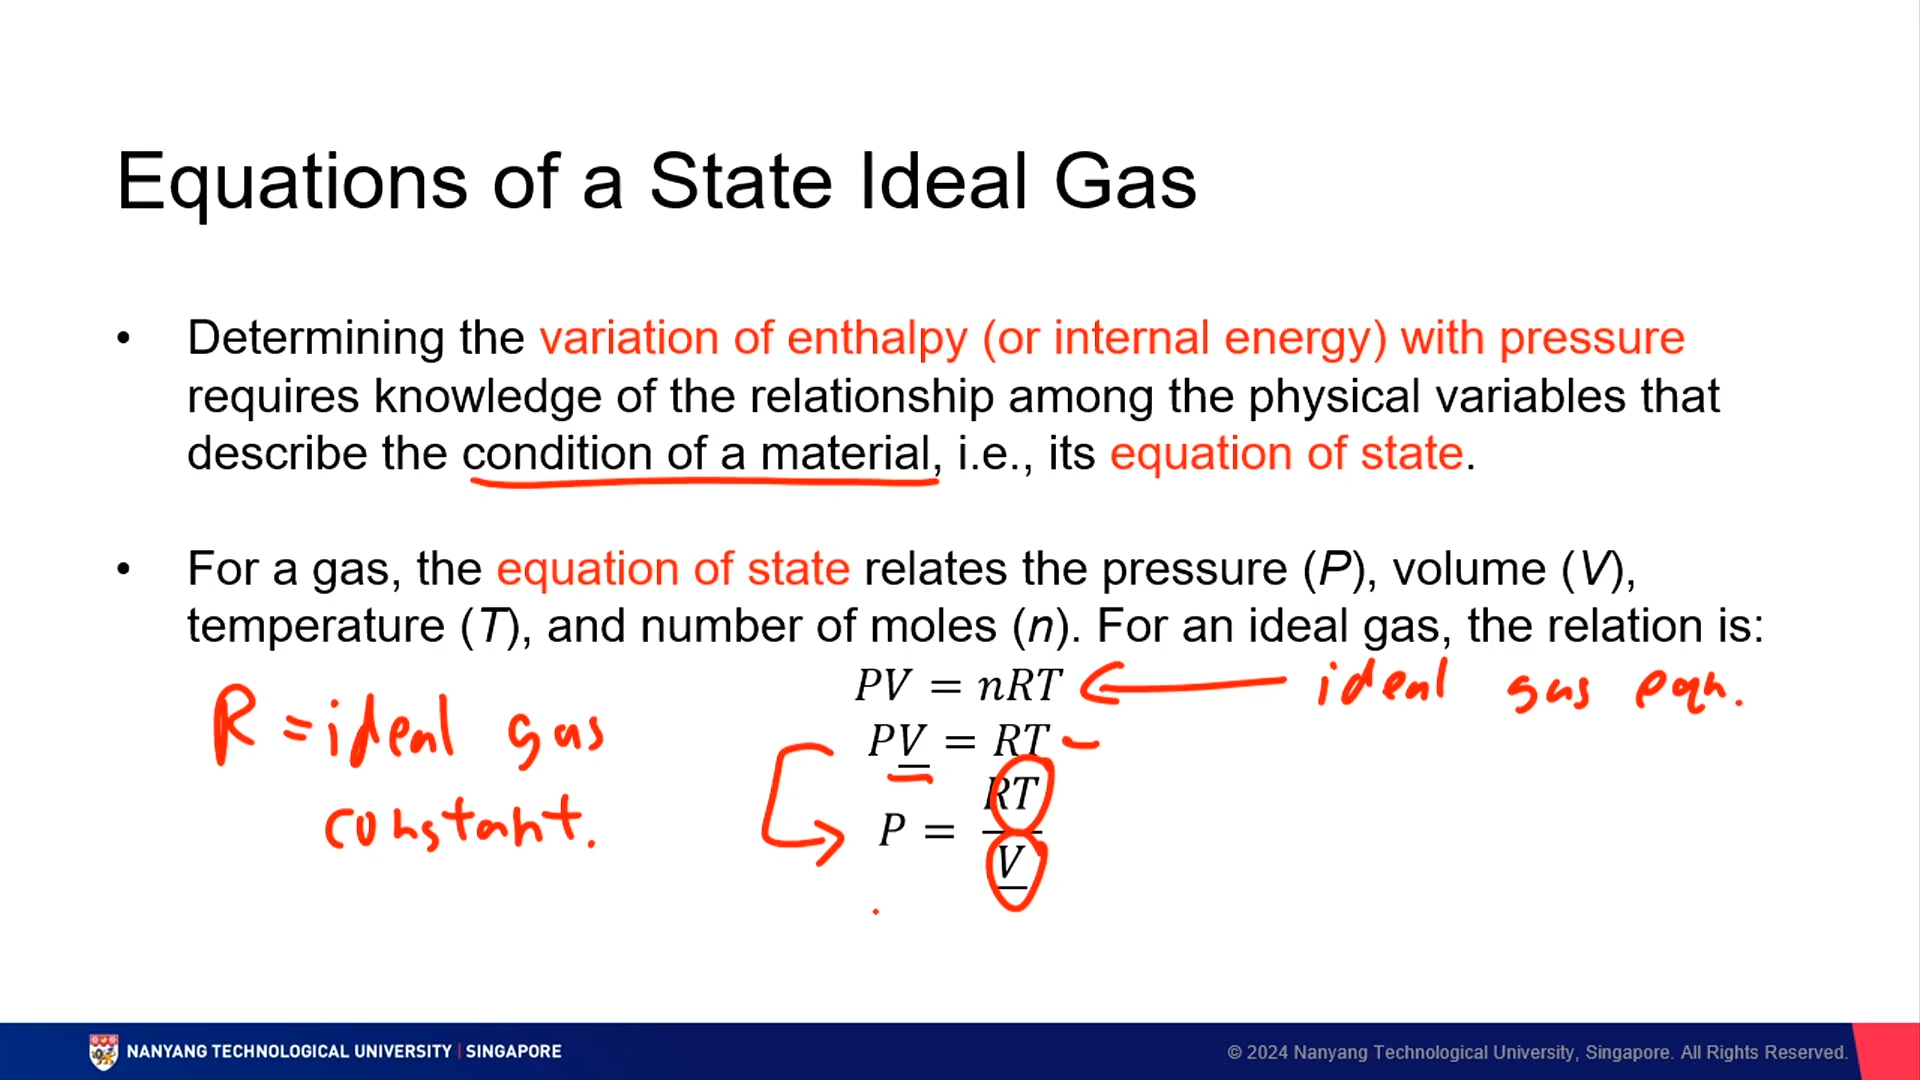 Equations of a State Ideal Gas
• Determining the variation of enthalpy (or internal energy) with pressure
requires knowledge of the relationship among the physical variables that
describe the condition of a material, i.e., its equation of state.
• For a gas, the equation of state relates the pressure (P), volume (V),
temperature (T), and number of moles (n). For an ideal gas, the relation is:
PV = nRT ideal gas eqn.
R = ideal gas
constant.
PV = RT
P = RT
V
NANYANG TECHNOLOGICAL UNIVERSITY | SINGAPORE
© 2024 Nanyang Technological University, Singapore. All Rights Reserved.